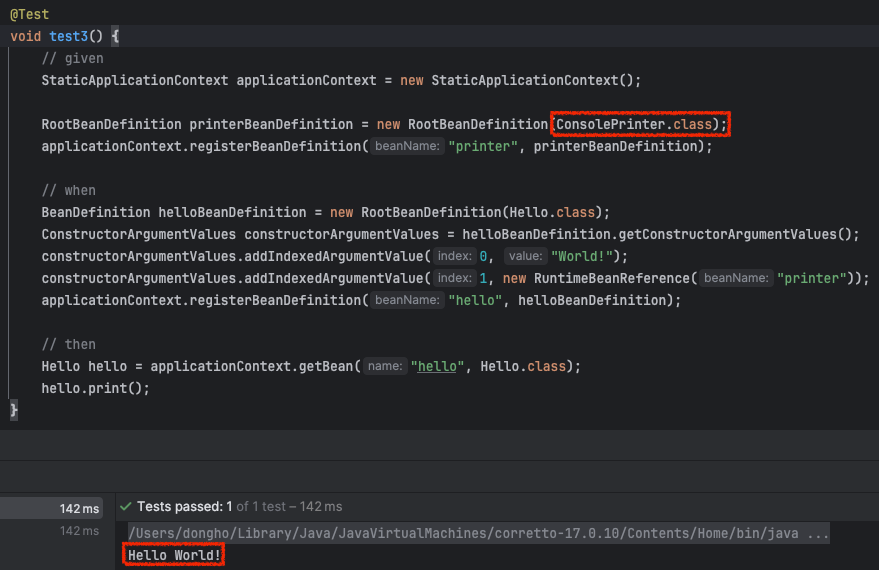 @Test
void test3() {
    // given
    StaticApplicationContext applicationContext = new StaticApplicationContext();
    RootBeanDefinition printerBeanDefinition = new RootBeanDefinition(ConsolePrinter.class);
    applicationContext.registerBeanDefinition( beanName: "printer", printerBeanDefinition);
    // when
    BeanDefinition helloBeanDefinition = new RootBeanDefinition(Hello.class);
    ConstructorArgumentValues constructorArgumentValues = helloBeanDefinition.getConstructorArgumentValues();
    constructorArgumentValues.addIndexedArgumentValue( index: 0, value: "World!");
    constructorArgumentValues.addIndexedArgumentValue( index: 1, new RuntimeBeanReference( beanName: "printer"));
    applicationContext.registerBeanDefinition( beanName: "hello", helloBeanDefinition);
    // then
    Hello hello = applicationContext.getBean( name: "hello", Hello.class);
    hello.print();
}
142 ms ✓ Tests passed: 1 of 1 test – 142 ms
142 ms /Users/dongho/Library/Java/JavaVirtualMachines/corretto-17.0.10/Contents/Home/bin/java ...
Hello World!